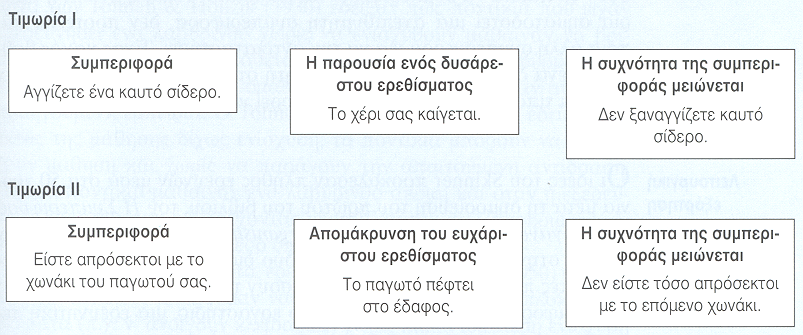 Τιμωρία Ι
Συμπεριφορά
Αγγίζετε ένα καυτό σίδερο.
Η παρουσία ενός δυσάρε-
στου ερεθίσματος
Το χέρι σας καίγεται.
Η συχνότητα της συμπερι-
φοράς μειώνεται
Δεν ξαναγγίζετε καυτό
σίδερο.
Τιμωρία ΙΙ
Συμπεριφορά
Είστε απρόσεκτοι με το
χωνάκι του παγωτού σας.
Απομάκρυνση του ευχάρι-
στου ερεθίσματος
Το παγωτό πέφτει
στο έδαφος.
Η συχνότητα της συμπερι-
φοράς μειώνεται
Δεν είστε τόσο απρόσεκτοι
με το επόμενο χωνάκι.